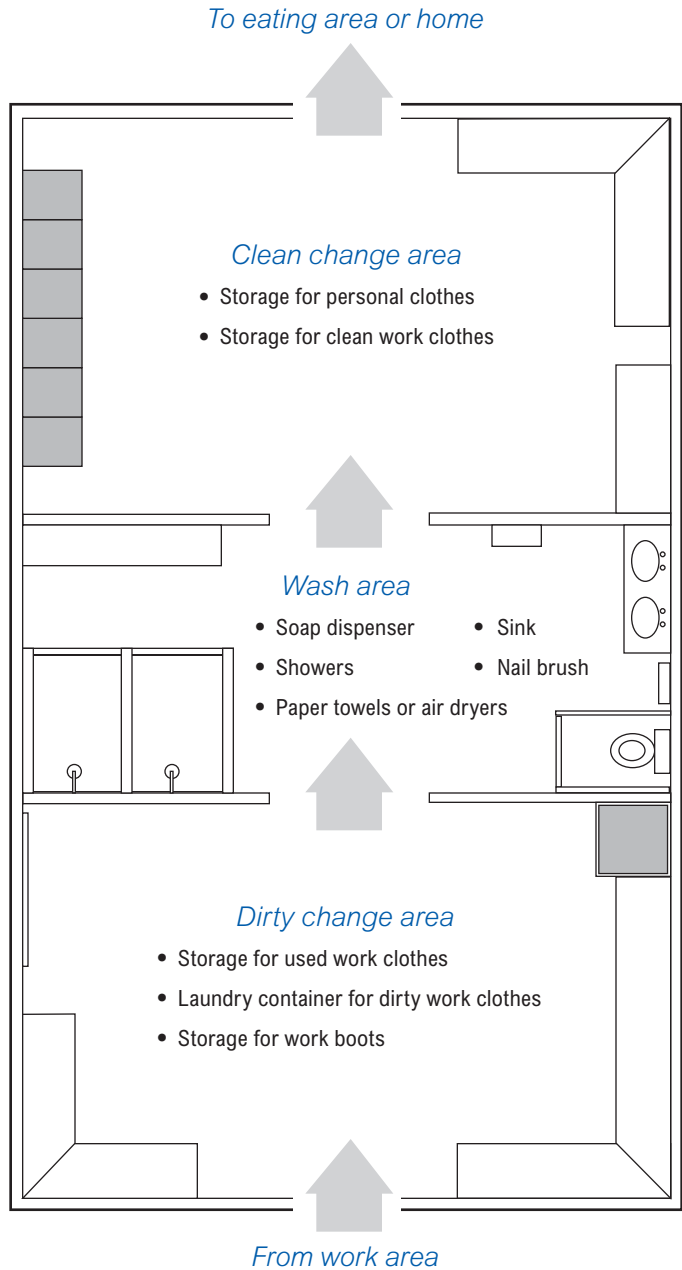 To eating area or home
Clean change area
• Storage for personal clothes
• Storage for clean work clothes
Wash area
• Soap dispenser
• Sink
• Showers
• Nail brush
• Paper towels or air dryers
Dirty change area
• Storage for used work clothes
• Laundry container for dirty work clothes
• Storage for work boots
From work area